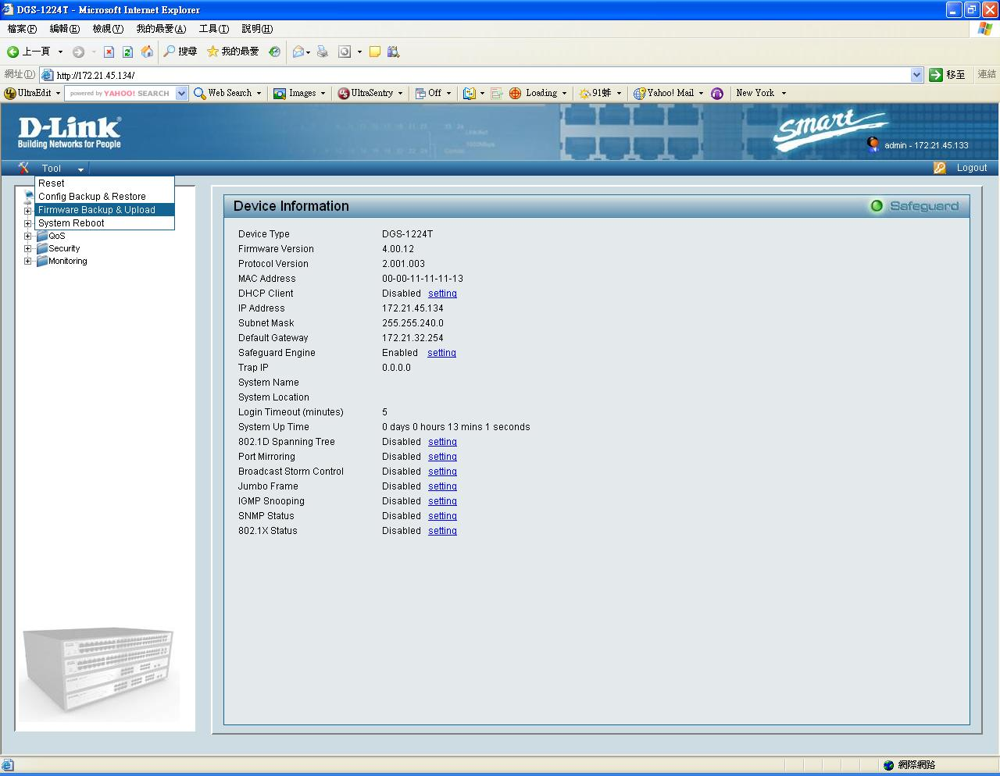 DGS-1224T - Microsoft Internet Explorer
檔案(F) 編輯(E) 檢視(V) 我的最愛(A) 工具(T) 說明(H)
上一頁 搜尋 我的最愛
網址(D) http://172.21.45.134/ 移至 連結
UltraEdit powered by YAHOO! SEARCH Web Search Images UltraSentry Off Loading 91蚌 Yahoo! Mail New York
D-Link®
Building Networks for People
smart
admin - 172.21.45.133
Tool Logout
Reset
Config Backup & Restore
Firmware Backup & Upload
System Reboot
QoS
Security
Monitoring
Device Information Safeguard
Device Type DGS-1224T
Firmware Version 4.00.12
Protocol Version 2.001.003
MAC Address 00-00-11-11-11-13
DHCP Client Disabled setting
IP Address 172.21.45.134
Subnet Mask 255.255.240.0
Default Gateway 172.21.32.254
Safeguard Engine Enabled setting
Trap IP 0.0.0.0
System Name
System Location
Login Timeout (minutes) 5
System Up Time 0 days 0 hours 13 mins 1 seconds
802.1D Spanning Tree Disabled setting
Port Mirroring Disabled setting
Broadcast Storm Control Disabled setting
Jumbo Frame Disabled setting
IGMP Snooping Disabled setting
SNMP Status Disabled setting
802.1X Status Disabled setting
網際網路